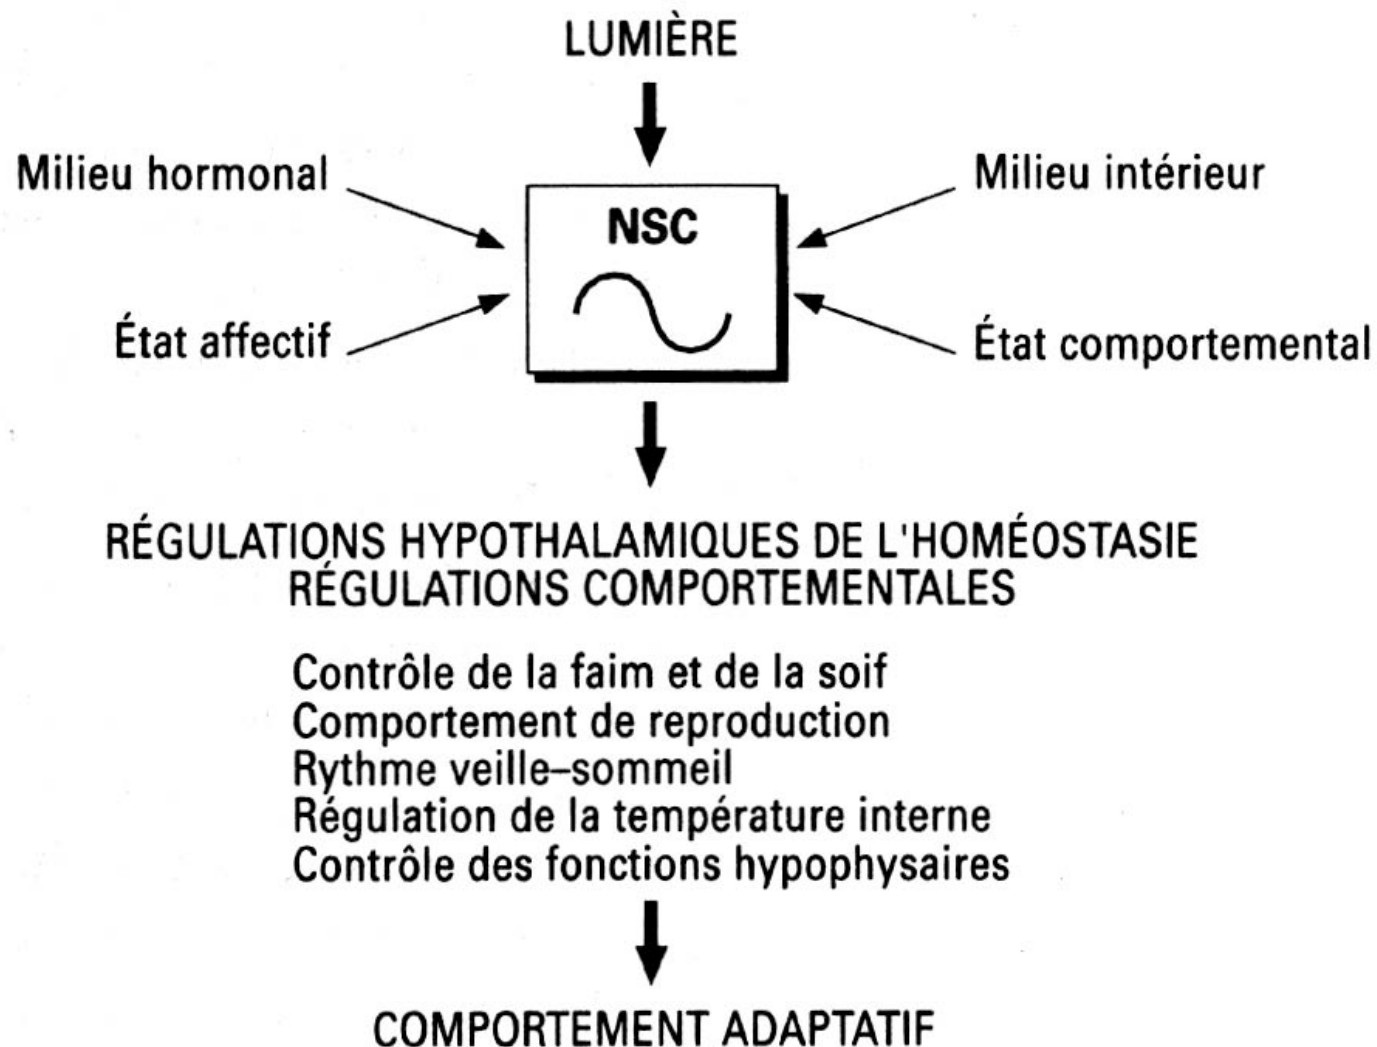 LUMIÈRE
Milieu hormonal
Milieu intérieur
NSC
État affectif
État comportemental
RÉGULATIONS HYPOTHALAMIQUES DE L'HOMÉOSTASIE
RÉGULATIONS COMPORTEMENTALES
Contrôle de la faim et de la soif
Comportement de reproduction
Rythme veille–sommeil
Régulation de la température interne
Contrôle des fonctions hypophysaires
COMPORTEMENT ADAPTATIF